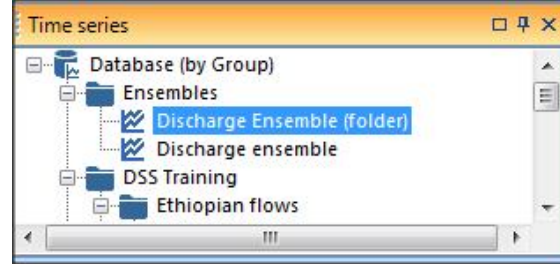 Time series
Database (by Group)
Ensembles
Discharge Ensemble (folder)
Discharge ensemble
DSS Training
Ethiopian flows